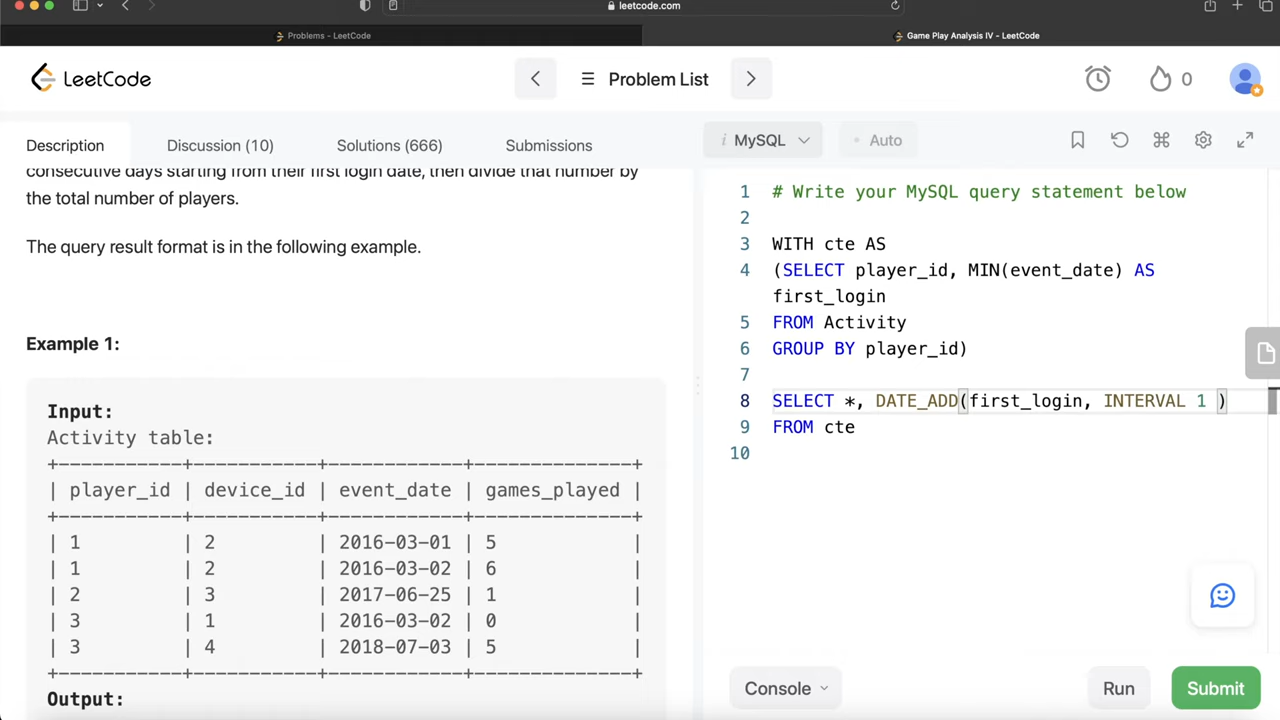 leetcode.com
Problems - LeetCode
Game Play Analysis IV - LeetCode
LeetCode
Problem List
0
Description
Discussion (10)
Solutions (666)
Submissions
i MySQL
Auto
consecutive days starting from their first login date, then divide that number by
the total number of players.
The query result format is in the following example.
Example 1:
Input:
Activity table:
+-----------+-----------+------------+--------------+
| player_id | device_id | event_date | games_played |
+-----------+-----------+------------+--------------+
| 1 | 2 | 2016-03-01 | 5 |
| 1 | 2 | 2016-03-02 | 6 |
| 2 | 3 | 2017-06-25 | 1 |
| 3 | 1 | 2016-03-02 | 0 |
| 3 | 4 | 2018-07-03 | 5 |
+-----------+-----------+------------+--------------+
Output:
1 # Write your MySQL query statement below
2
3 WITH cte AS
4 (SELECT player_id, MIN(event_date) AS
first_login
5 FROM Activity
6 GROUP BY player_id)
7
8 SELECT *, DATE_ADD(first_login, INTERVAL 1 )
9 FROM cte
10
Console
Run
Submit